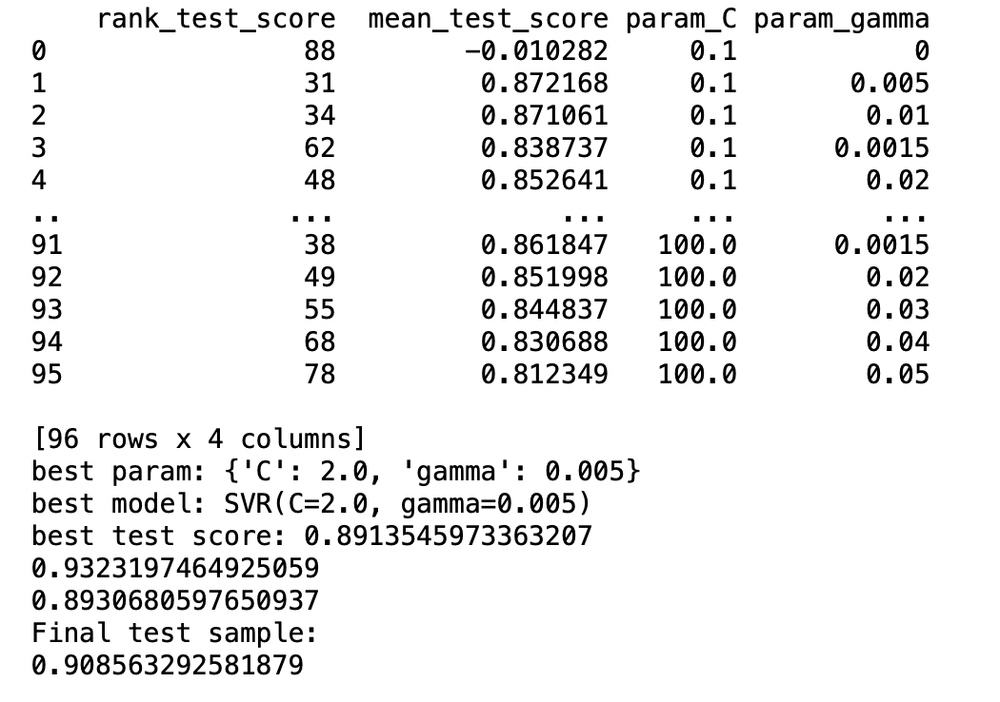 rank_test_score mean_test_score param_C param_gamma
0 88 −0.010282 0.1 0
1 31 0.872168 0.1 0.005
2 34 0.871061 0.1 0.01
3 62 0.838737 0.1 0.0015
4 48 0.852641 0.1 0.02
.. ... ... ... ...
91 38 0.861847 100.0 0.0015
92 49 0.851998 100.0 0.02
93 55 0.844837 100.0 0.03
94 68 0.830688 100.0 0.04
95 78 0.812349 100.0 0.05
[96 rows x 4 columns]
best param: {'C': 2.0, 'gamma': 0.005}
best model: SVR(C=2.0, gamma=0.005)
best test score: 0.8913545973363207
0.9323197464925059
0.8930680597650937
Final test sample:
0.908563292581879